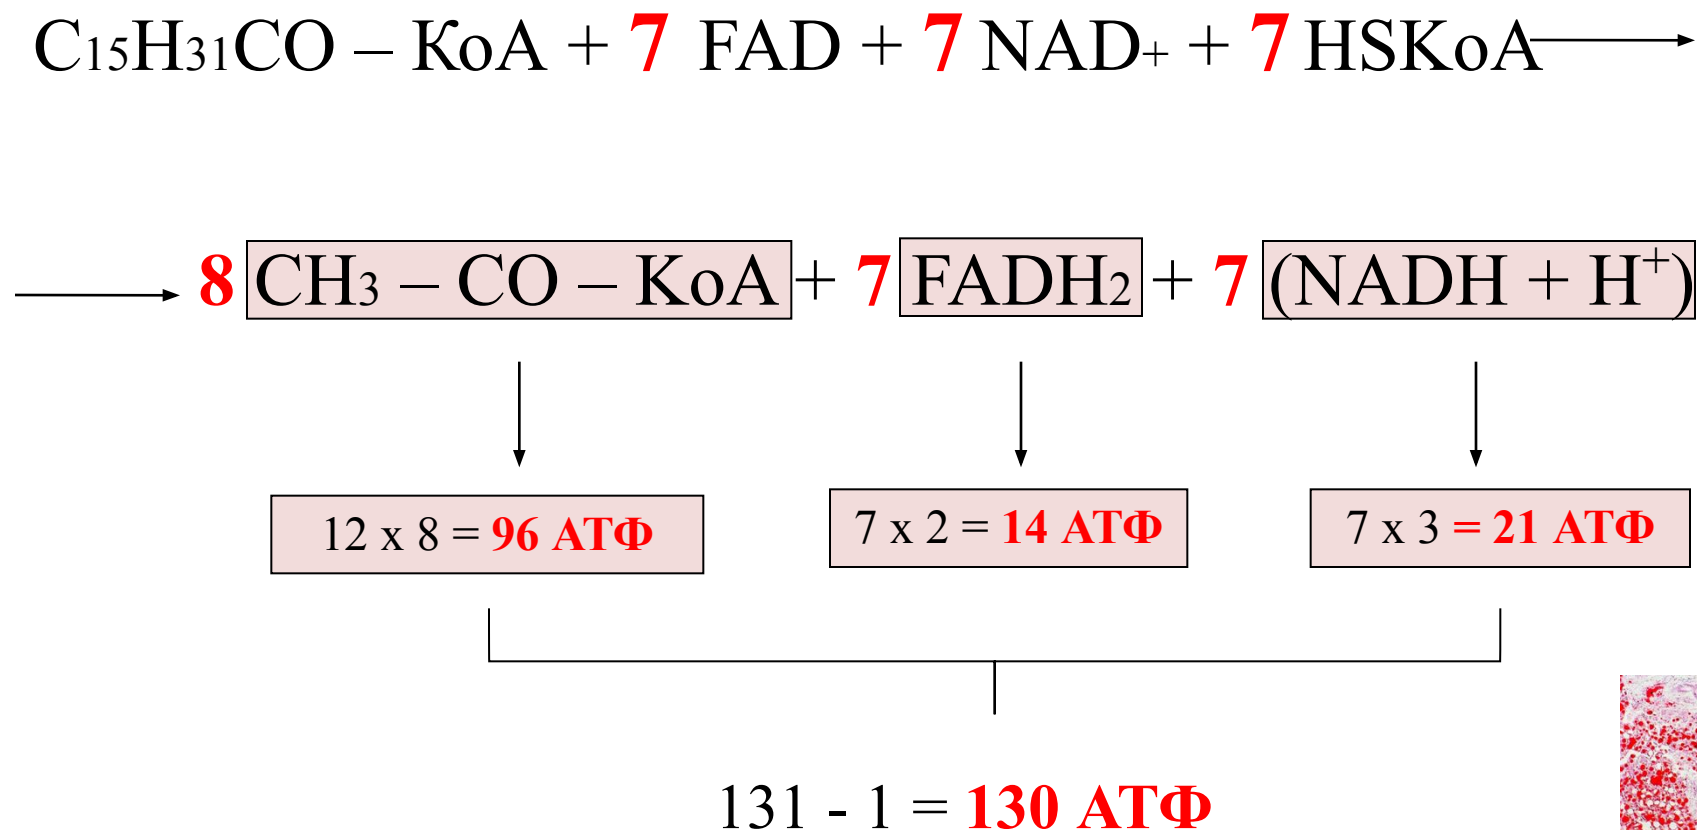 C₁₅H₃₁CO – КоА + 7 FAD + 7 NAD₊ + 7 HSKoA
8 CH₃ – CO – KoA + 7 FADH₂ + 7 (NADH + H⁺)
12 x 8 = 96 АТФ 7 x 2 = 14 АТФ 7 x 3 = 21 АТФ
131 - 1 = 130 АТФ